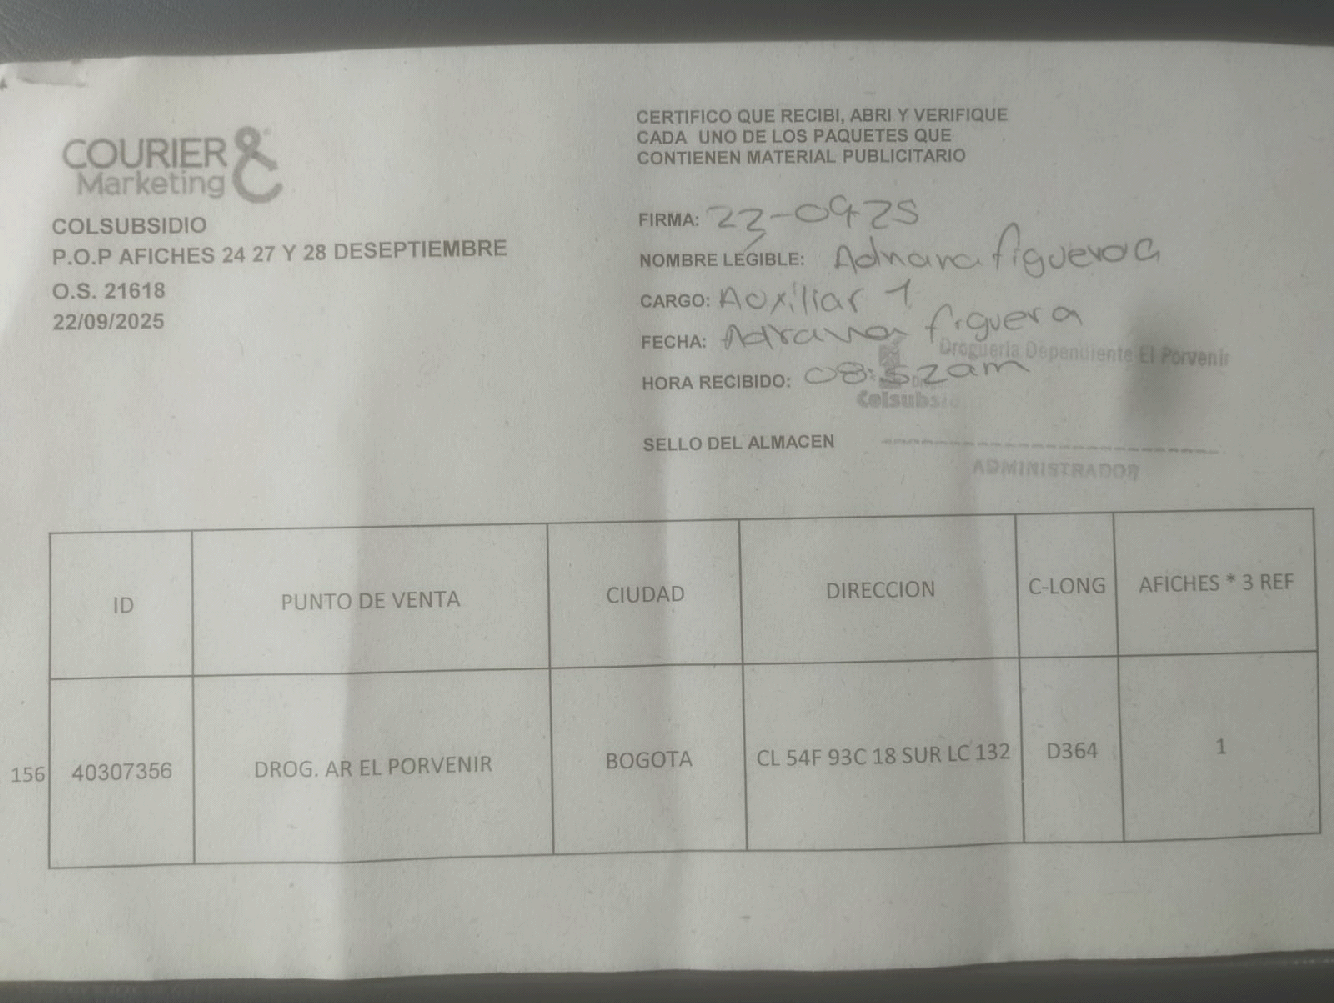 COURIER &
Marketing
COLSUBSIDIO
P.O.P AFICHES 24 27 Y 28 DESEPTIEMBRE
O.S. 21618
22/09/2025
CERTIFICO QUE RECIBI, ABRI Y VERIFIQUE
CADA UNO DE LOS PAQUETES QUE
CONTIENEN MATERIAL PUBLICITARIO
FIRMA: 23-0925
NOMBRE LEGIBLE: Adriana figueroa
CARGO: Auxiliar 1
FECHA: Adriana figuera
Drogueria Dependiente El Porvenir
HORA RECIBIDO: 08:52am
Colsubsi
SELLO DEL ALMACEN
ADMINISTRADOR
ID PUNTO DE VENTA CIUDAD DIRECCION C-LONG AFICHES * 3 REF
156 40307356 DROG. AR EL PORVENIR BOGOTA CL 54F 93C 18 SUR LC 132 D364 1